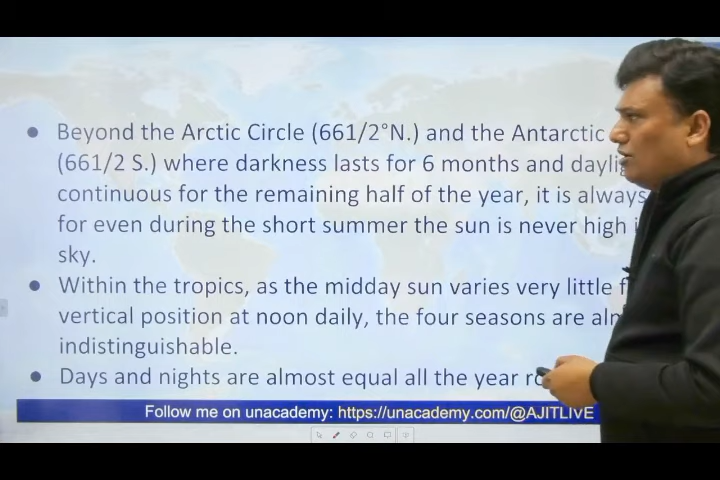 Beyond the Arctic Circle (661/2°N.) and the Antarctic
(661/2 S.) where darkness lasts for 6 months and
continuous for the remaining half of the year, it is always
for even during the short summer the sun is never high
sky.
Within the tropics, as the midday sun varies very little
vertical position at noon daily, the four seasons are
indistinguishable.
Days and nights are almost equal all the year
Follow me on unacademy: https://unacademy.com/@AJITLIVE